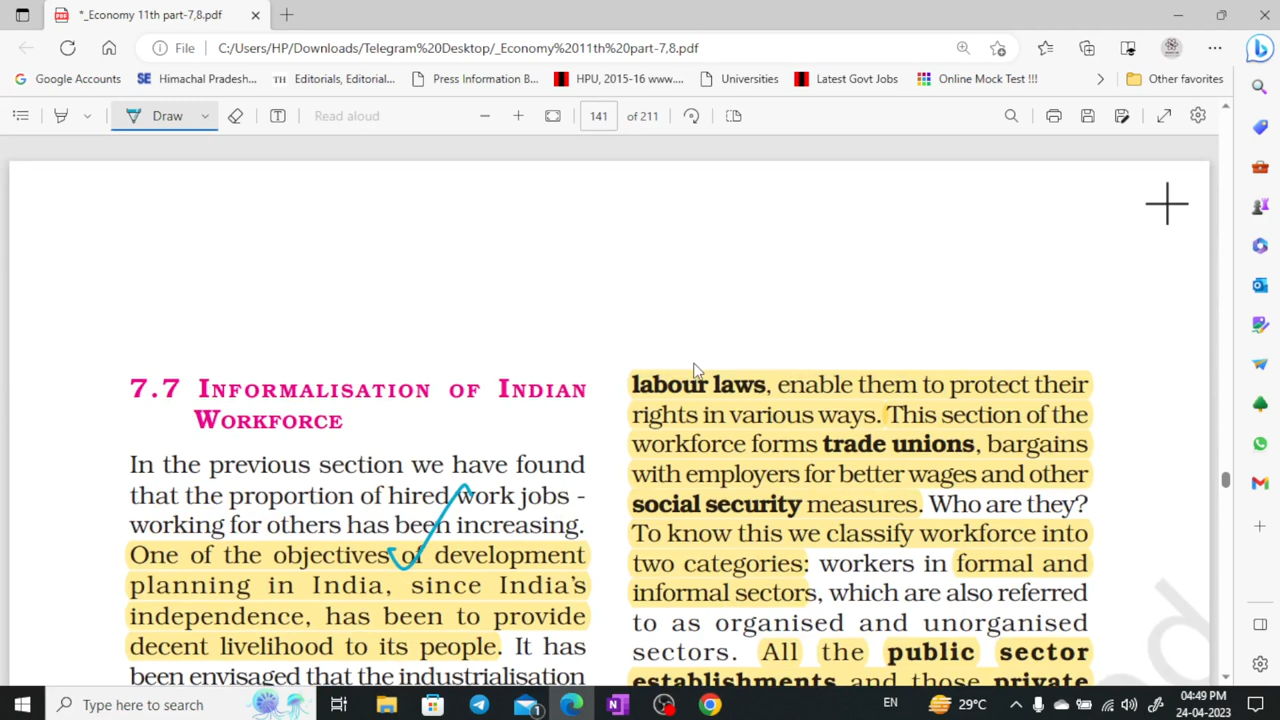 *_Economy 11th part-7,8.pdf
File
C:/Users/HP/Downloads/Telegram%20Desktop/_Economy%2011th%20part-7,8.pdf
Google Accounts
SE Himachal Pradesh...
TH Editorials, Editorial...
Press Information B...
HPU, 2015-16 www....
Universities
Latest Govt Jobs
Online Mock Test !!!
Other favorites
Draw
Read aloud
141 of 211
7.7 INFORMALISATION OF INDIAN
WORKFORCE
In the previous section we have found
that the proportion of hired work jobs -
working for others has been increasing.
One of the objectives of development
planning in India, since India's
independence, has been to provide
decent livelihood to its people. It has
been envisaged that the industrialisation
labour laws, enable them to protect their
rights in various ways. This section of the
workforce forms trade unions, bargains
with employers for better wages and other
social security measures. Who are they?
To know this we classify workforce into
two categories: workers in formal and
informal sectors, which are also referred
to as organised and unorganised
sectors. All the public sector
establishments and those private
Type here to search
1
EN
29°C
04:49 PM
24-04-2023